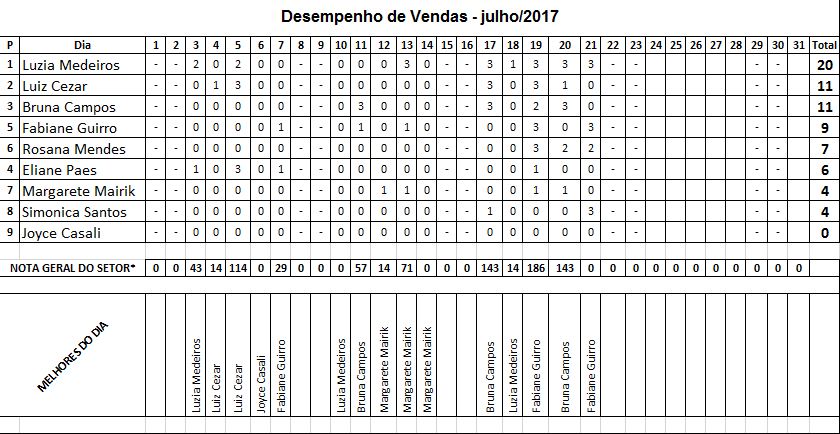 Desempenho de Vendas - julho/2017
P Dia 1 2 3 4 5 6 7 8 9 10 11 12 13 14 15 16 17 18 19 20 21 22 23 24 25 26 27 28 29 30 31 Total
1 Luzia Medeiros - - 2 0 2 0 0 - - 0 0 0 3 0 - - 3 1 3 3 3 - - - - 20
2 Luiz Cezar - - 0 1 3 0 0 - - 0 0 0 0 0 - - 3 0 3 1 0 - - - - 11
3 Bruna Campos - - 0 0 0 0 0 - - 0 3 0 0 0 - - 3 0 2 3 0 - - - - 11
5 Fabiane Guirro - - 0 0 0 0 1 - - 0 1 0 1 0 - - 0 0 3 0 3 - - - - 9
6 Rosana Mendes - - 0 0 0 0 0 - - 0 0 0 0 0 - - 0 0 3 2 2 - - - - 7
4 Eliane Paes - - 1 0 3 0 1 - - 0 0 0 0 0 - - 0 0 1 0 0 - - - - 6
7 Margarete Mairik - - 0 0 0 0 0 - - 0 0 1 1 0 - - 0 0 1 1 0 - - - - 4
8 Simonica Santos - - 0 0 0 0 0 - - 0 0 0 0 0 - - 1 0 0 0 3 - - - - 4
9 Joyce Casali - - 0 0 0 0 0 - - 0 0 0 0 0 - - 0 0 0 0 0 - - - - 0
NOTA GERAL DO SETOR* 0 0 43 14 114 0 29 0 0 0 57 14 71 0 0 0 143 14 186 143 0 0 0 0 0 0 0 0 0 0 0
MELHORES DO DIA
Luzia Medeiros
Luiz Cezar
Luiz Cezar
Joyce Casali
Fabiane Guirro
Luzia Medeiros
Bruna Campos
Margarete Mairik
Margarete Mairik
Margarete Mairik
Bruna Campos
Luzia Medeiros
Fabiane Guirro
Bruna Campos
Fabiane Guirro